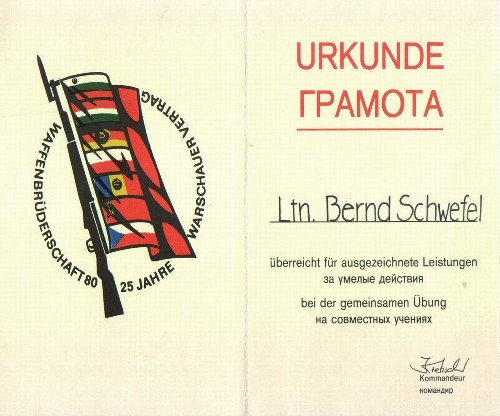 WAFFENBRÜDERSCHAFT 80
25 JAHRE
WARSCHAUER VERTRAG
URKUNDE
ГРАМОТА
Ltn. Bernd Schwefel
überreicht für ausgezeichnete Leistungen
за умелые действия
bei der gemeinsamen Übung
на совместных учениях
Kommandeur
командир